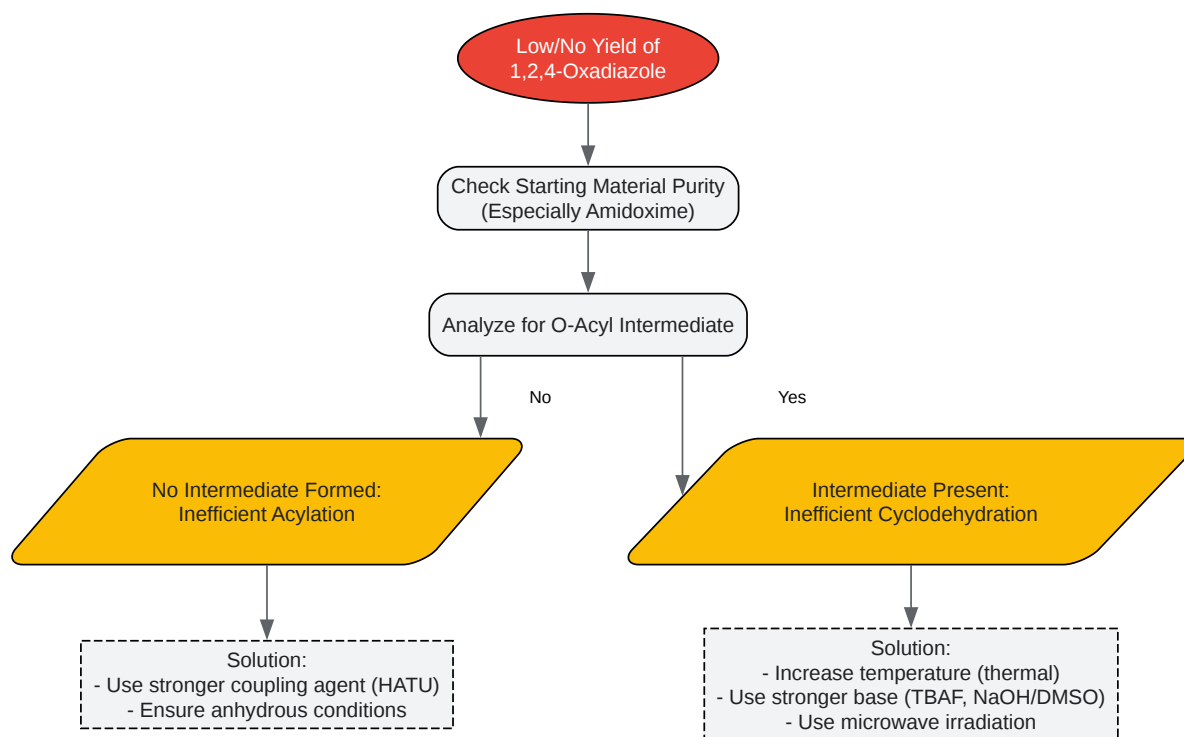 Low/No Yield of
1,2,4-Oxadiazole
Check Starting Material Purity
(Especially Amidoxime)
Analyze for O-Acyl Intermediate
No
Yes
No Intermediate Formed:
Inefficient Acylation
Intermediate Present:
Inefficient Cyclodehydration
Solution:
- Use stronger coupling agent (HATU)
- Ensure anhydrous conditions
Solution:
- Increase temperature (thermal)
- Use stronger base (TBAF, NaOH/DMSO)
- Use microwave irradiation